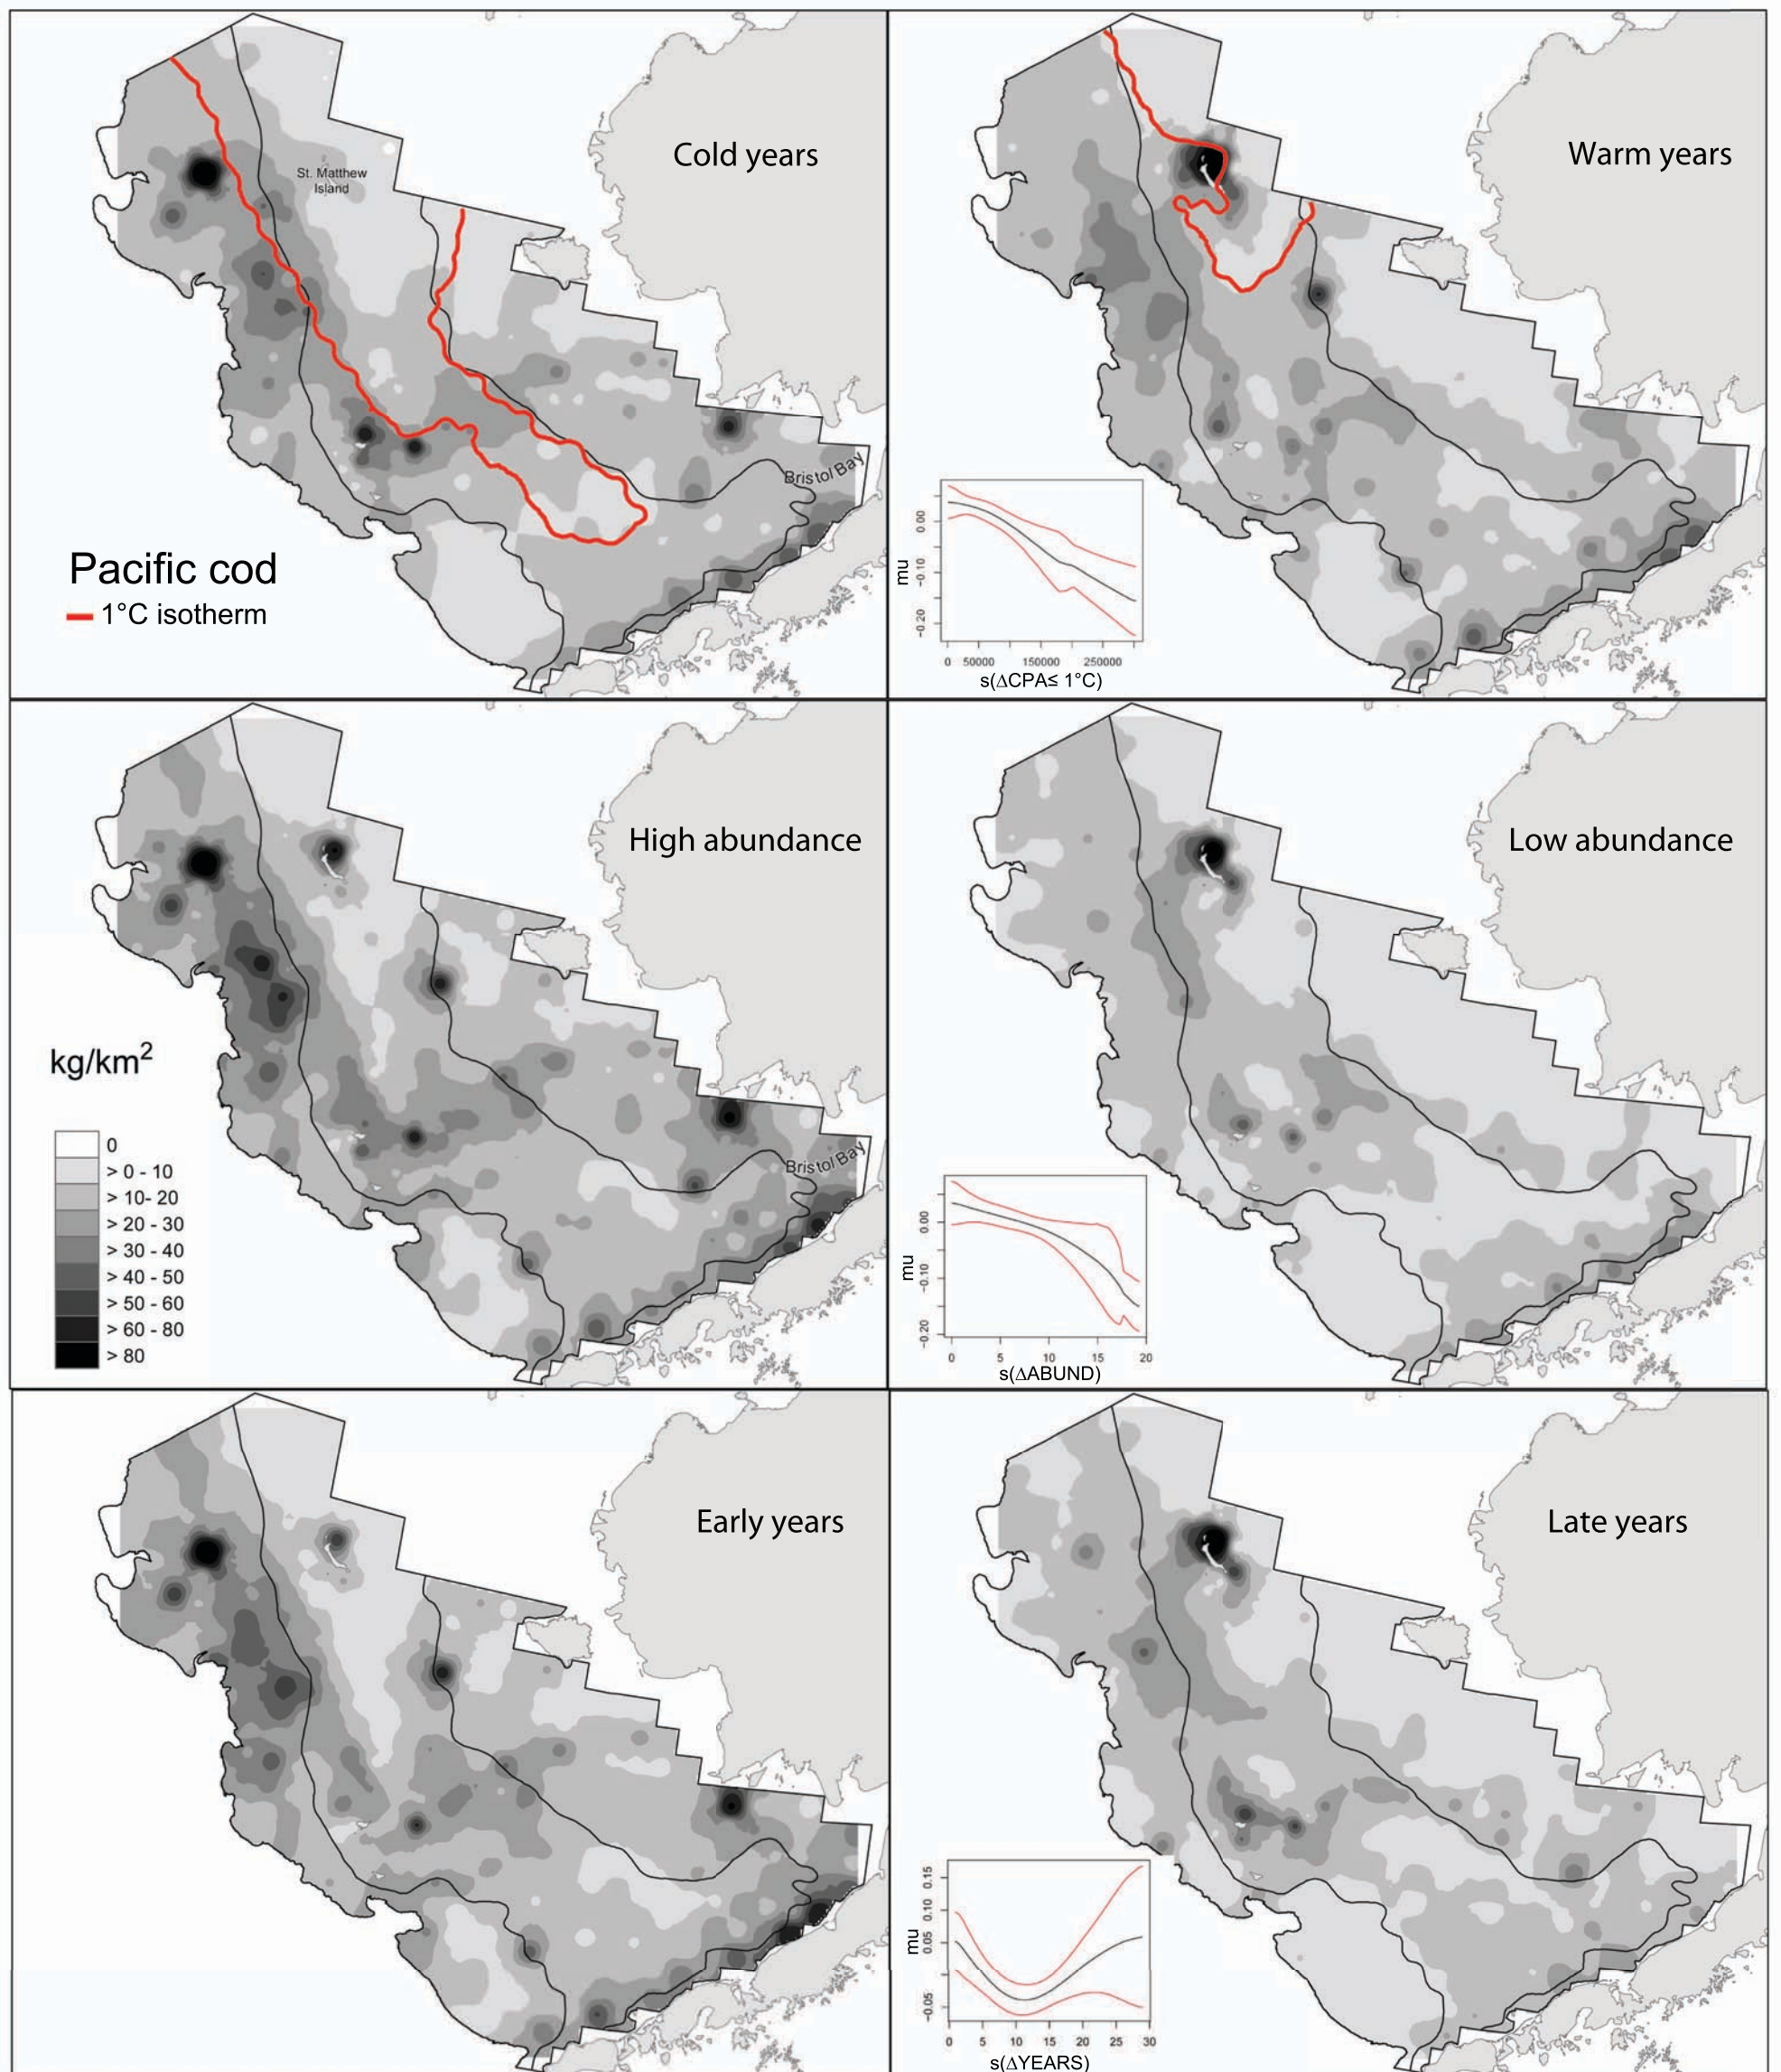 Cold years
St. Matthew
Island
Bristol Bay
Pacific cod
1°C isotherm
Warm years
mu
0.00
-0.10
-0.20
0 50000 150000 250000
s(∆CPA≤ 1°C)
High abundance
Bristol Bay
kg/km²
0
> 0 - 10
> 10- 20
> 20 - 30
> 30 - 40
> 40 - 50
> 50 - 60
> 60 - 80
> 80
Low abundance
mu
0.00
-0.10
-0.20
0 5 10 15 20
s(∆ABUND)
Early years
Late years
mu
0.15
0.10
0.05
-0.05
0 5 10 15 20 25 30
s(∆YEARS)